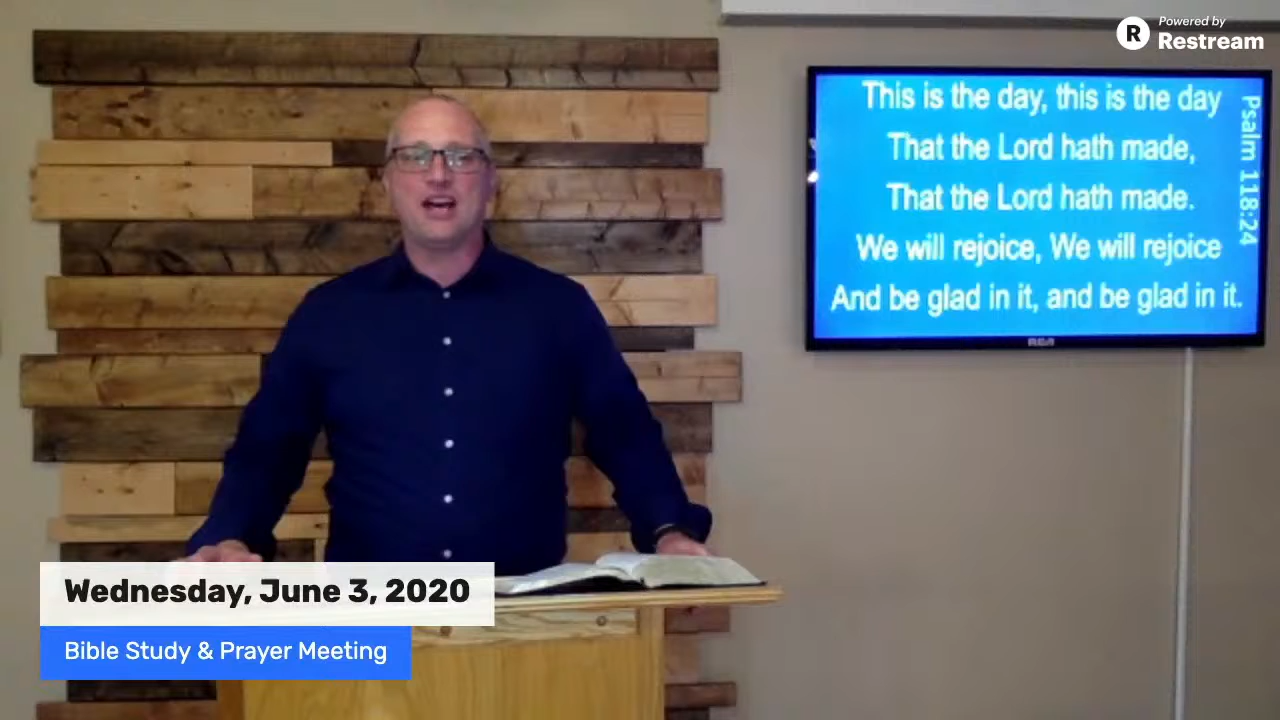 Powered by
R Restream
This is the day, this is the day
That the Lord hath made,
That the Lord hath made.
We will rejoice, We will rejoice
And be glad in it, and be glad in it.
Psalm 118:24
RCA
Wednesday, June 3, 2020
Bible Study & Prayer Meeting